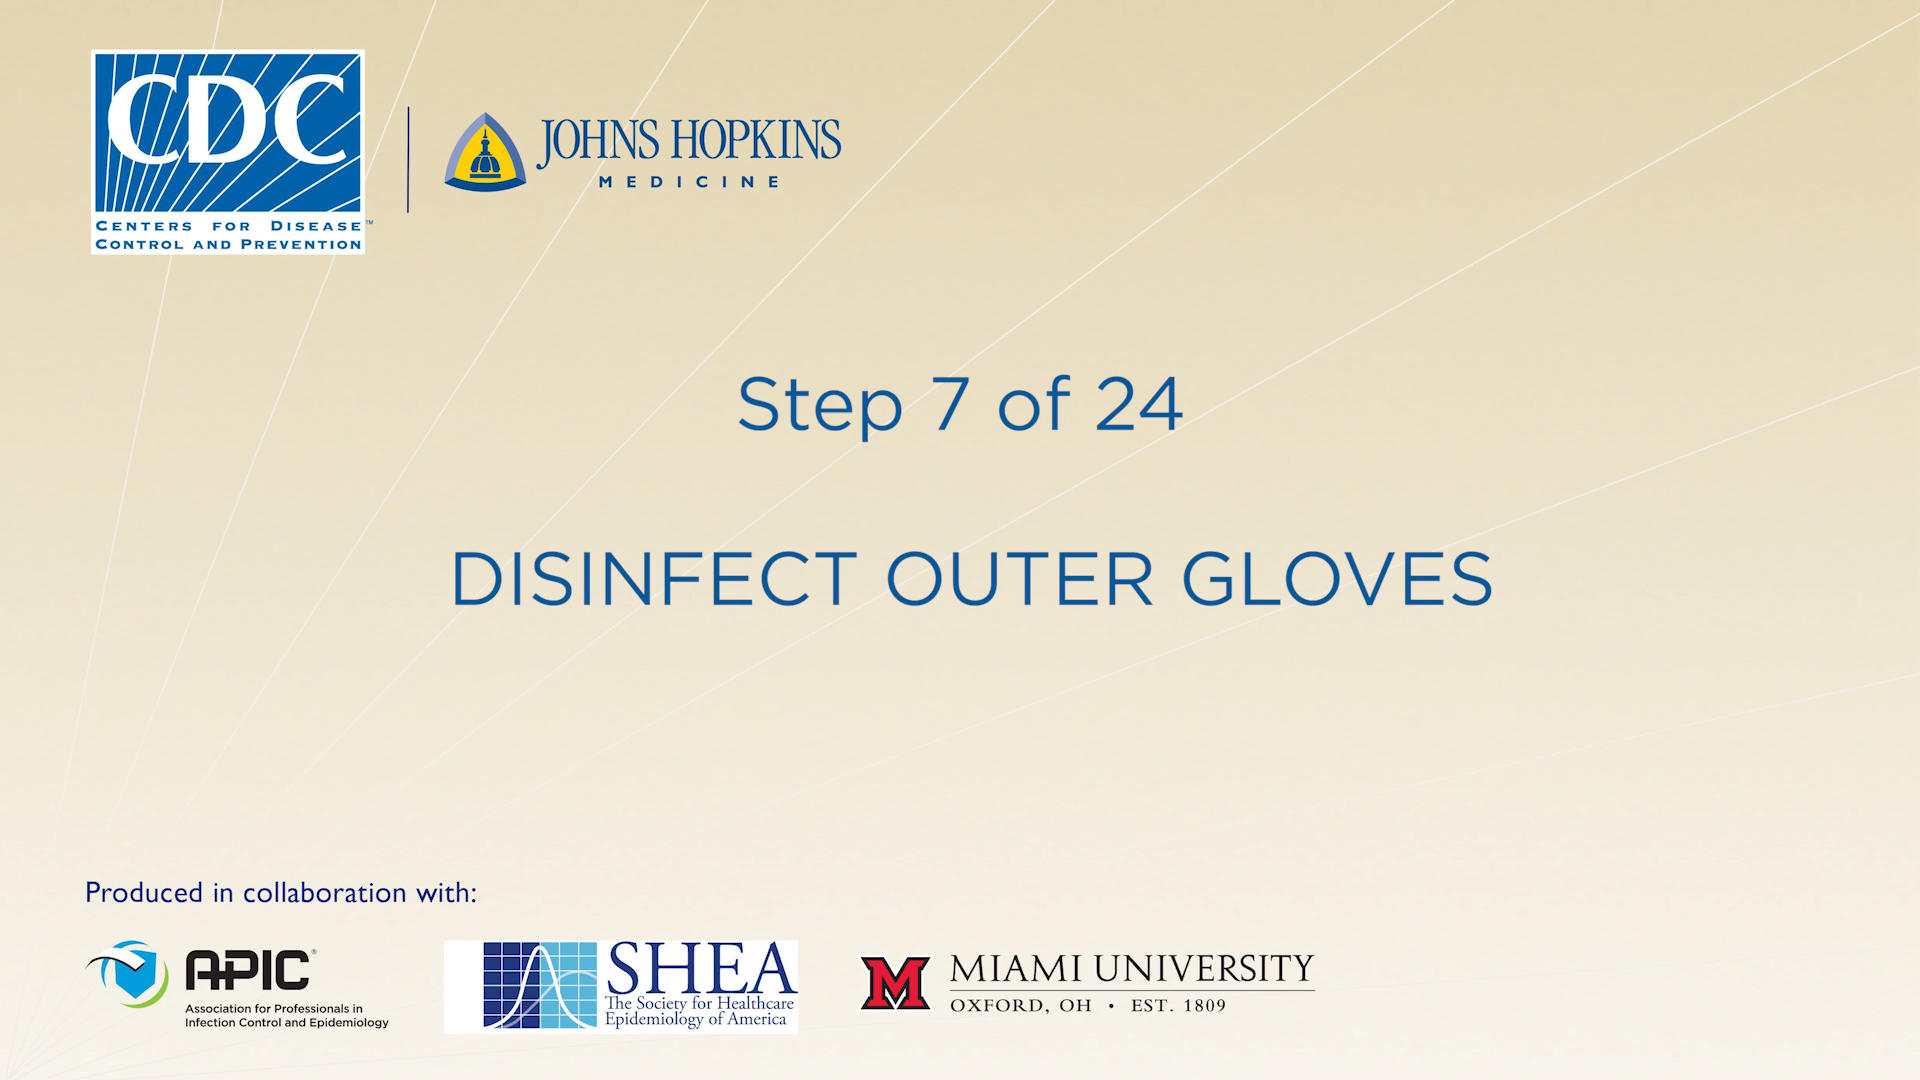 CDC
CENTERS FOR DISEASE™
CONTROL AND PREVENTION
JOHNS HOPKINS
MEDICINE
Step 7 of 24
DISINFECT OUTER GLOVES
Produced in collaboration with:
APIC®
Association for Professionals in
Infection Control and Epidemiology
SHEA
The Society for Healthcare
Epidemiology of America
M
MIAMI UNIVERSITY
OXFORD, OH • EST. 1809